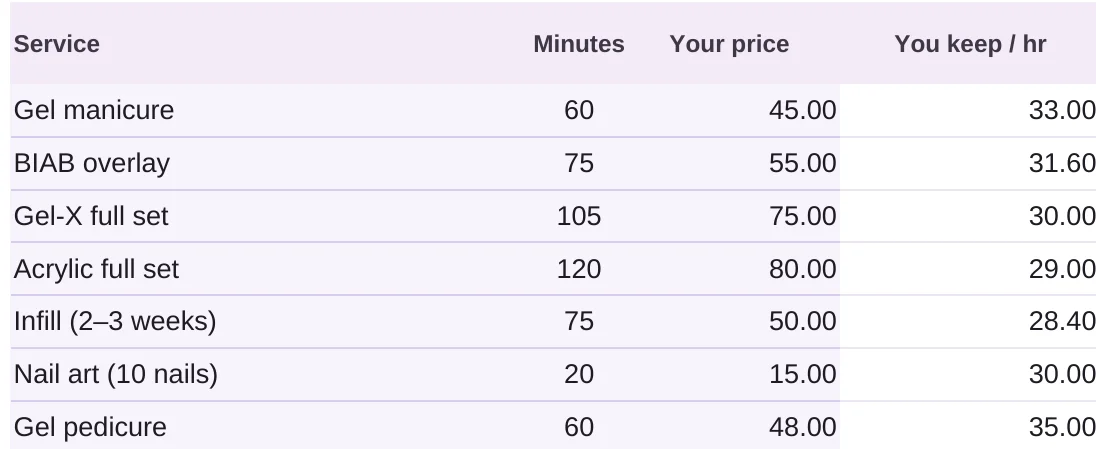 Service Minutes Your price You keep / hr
Gel manicure 60 45.00 33.00
BIAB overlay 75 55.00 31.60
Gel-X full set 105 75.00 30.00
Acrylic full set 120 80.00 29.00
Infill (2–3 weeks) 75 50.00 28.40
Nail art (10 nails) 20 15.00 30.00
Gel pedicure 60 48.00 35.00